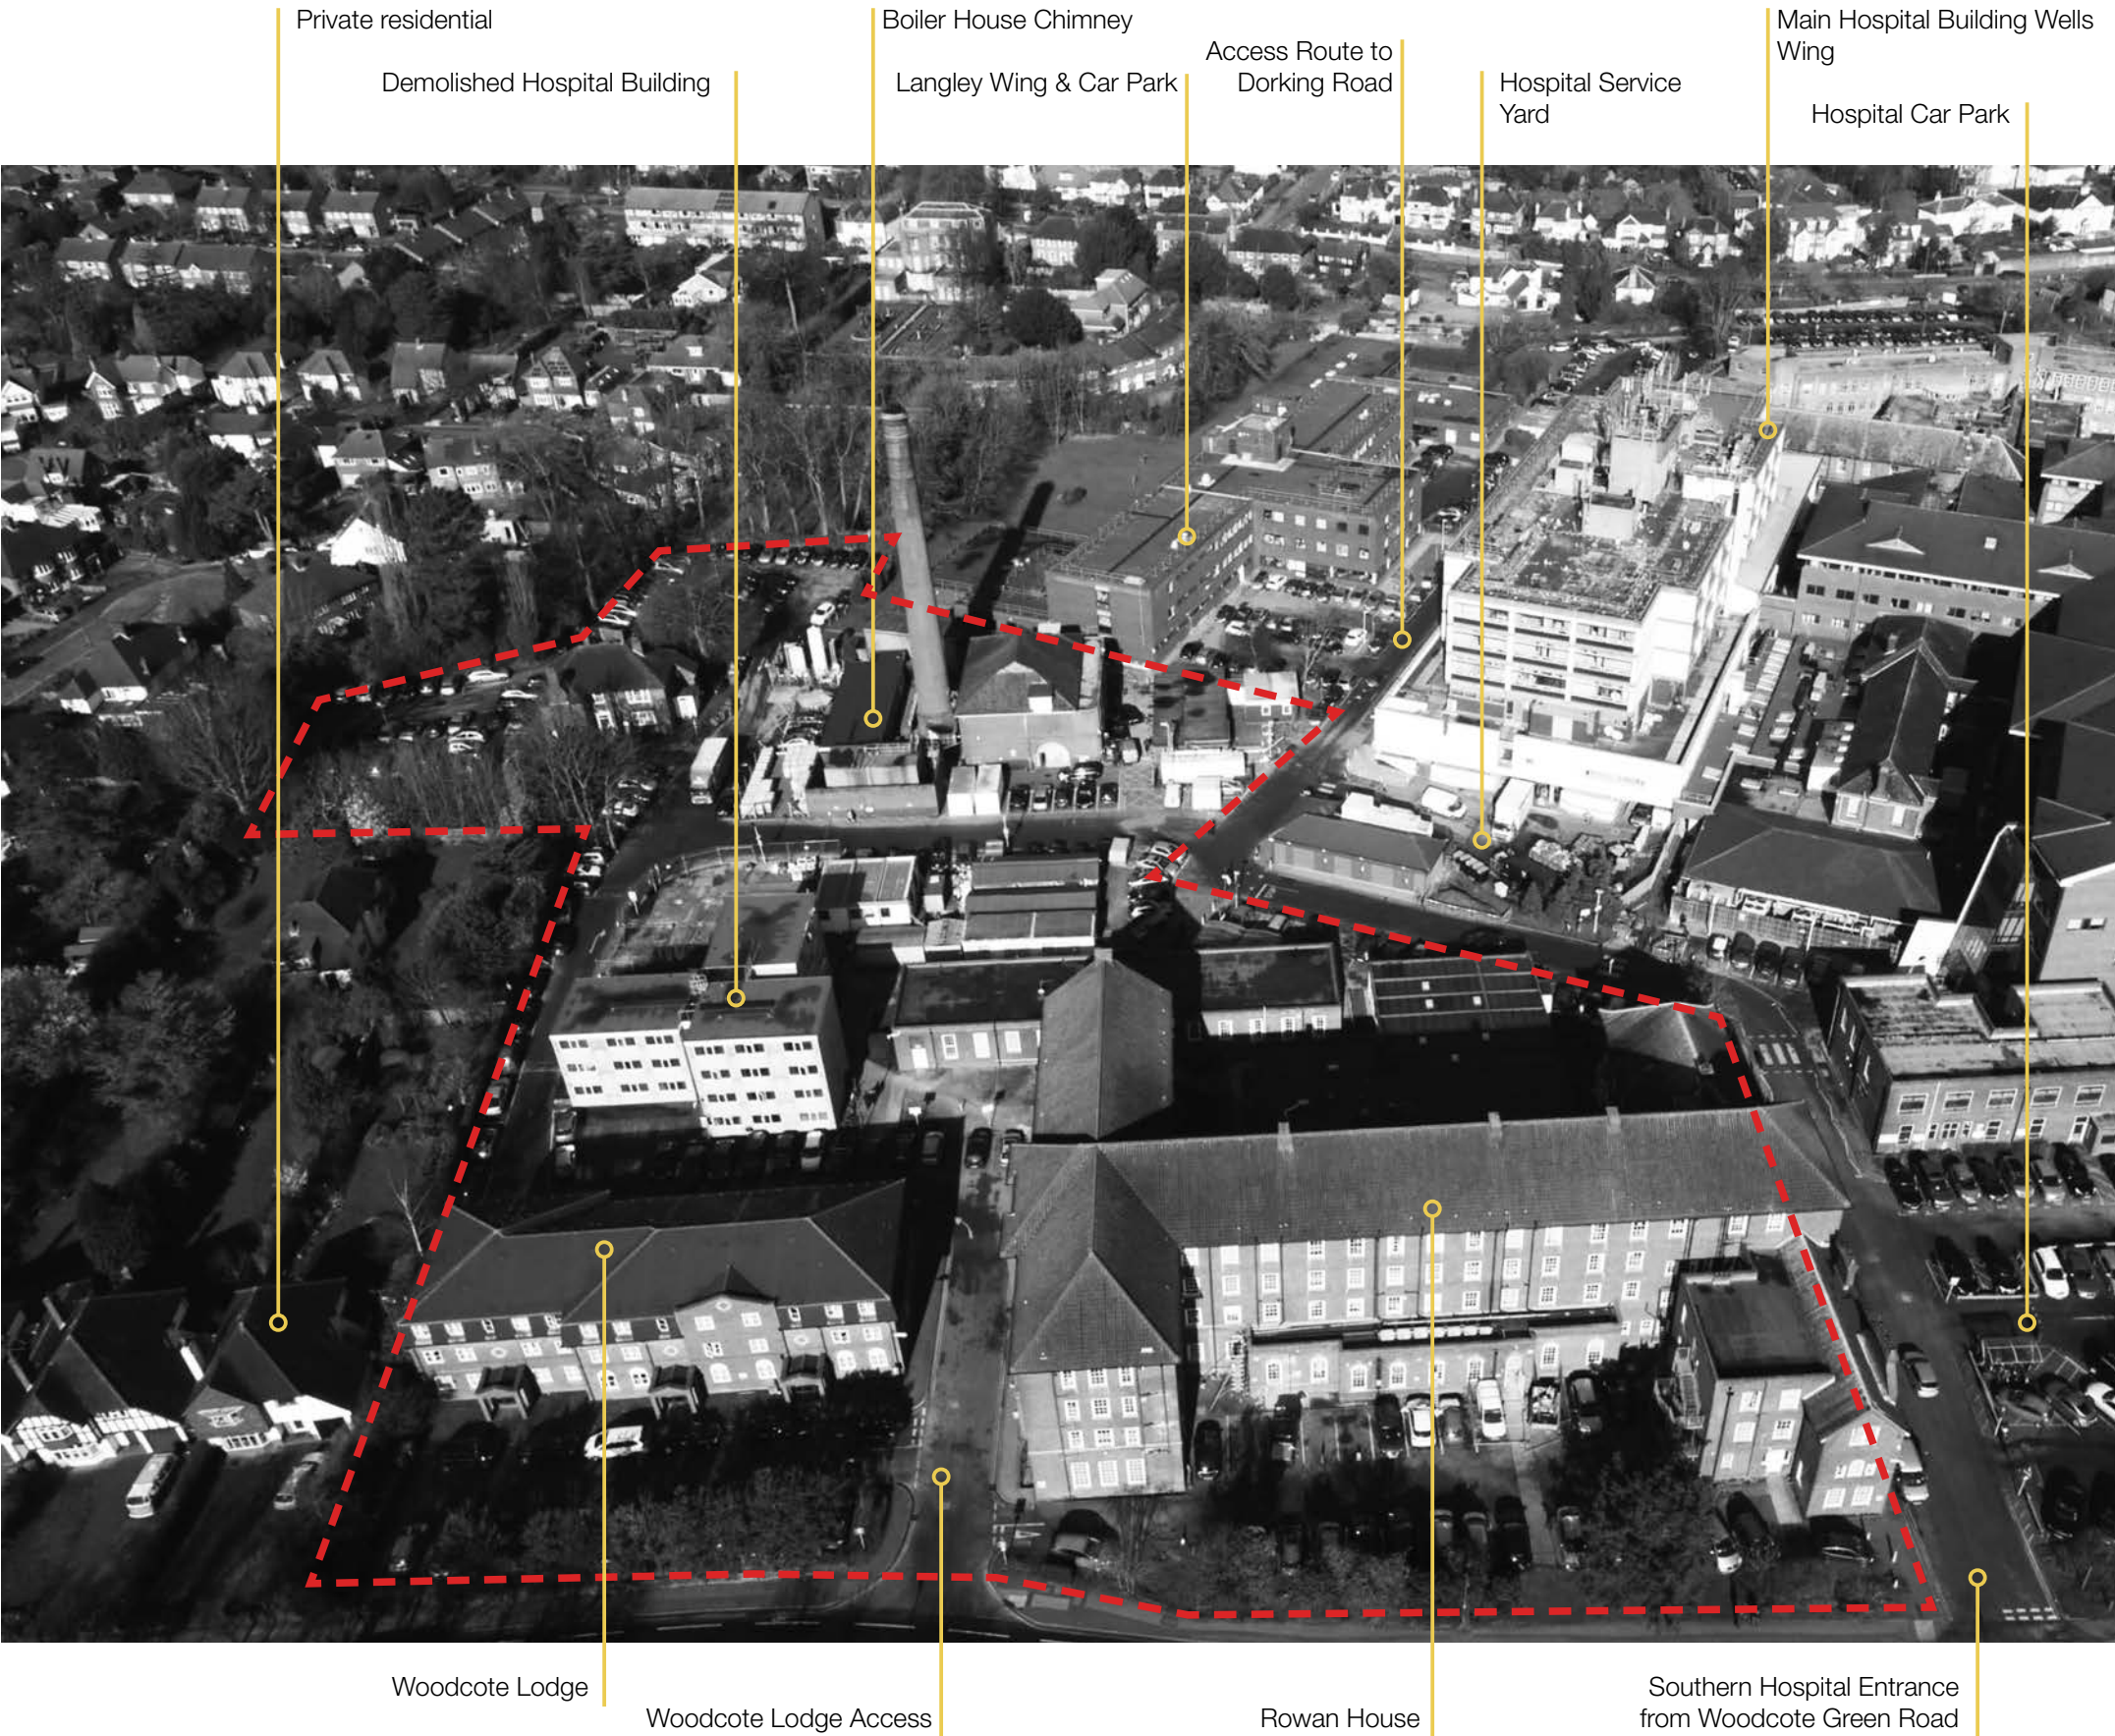 Private residential
Boiler House Chimney
Main Hospital Building Wells
Wing
Access Route to
Dorking Road
Demolished Hospital Building
Langley Wing & Car Park
Hospital Service
Yard
Hospital Car Park
Woodcote Lodge
Woodcote Lodge Access
Rowan House
Southern Hospital Entrance
from Woodcote Green Road